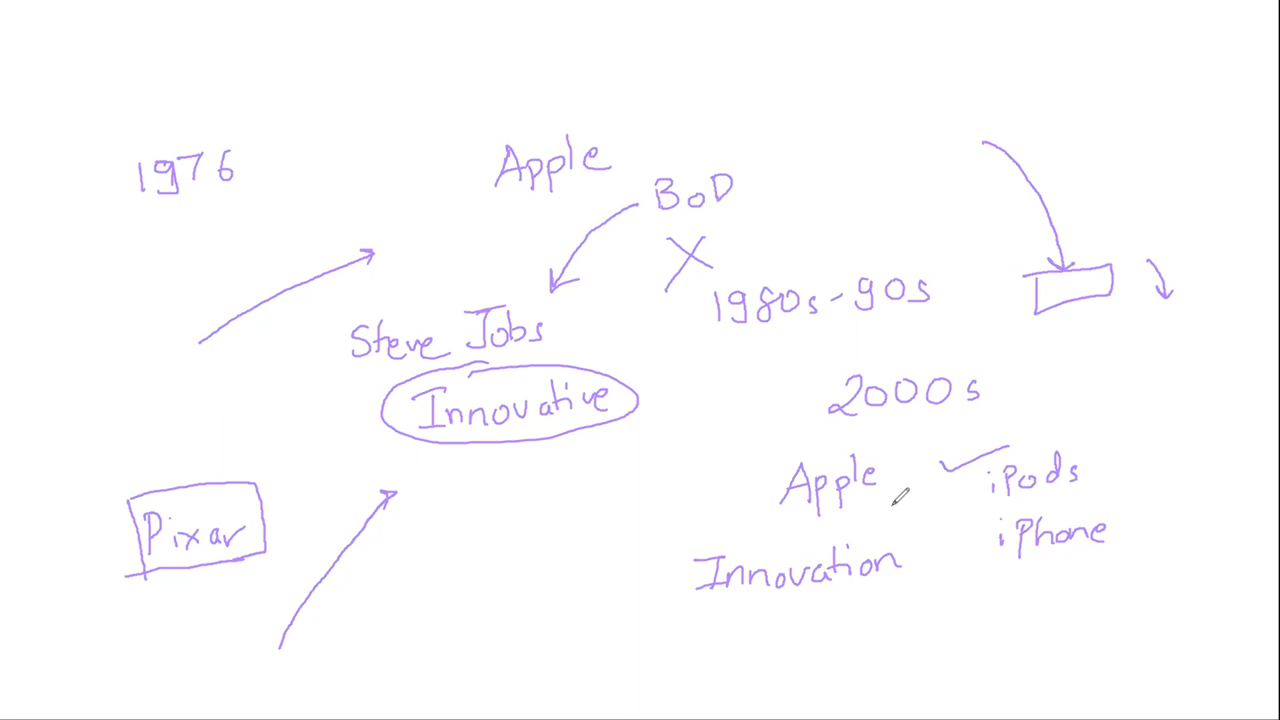 1976
Apple
BoD
1980s-90s
Steve Jobs
Innovative
2000s
Apple
iPods
iPhone
Pixar
Innovation